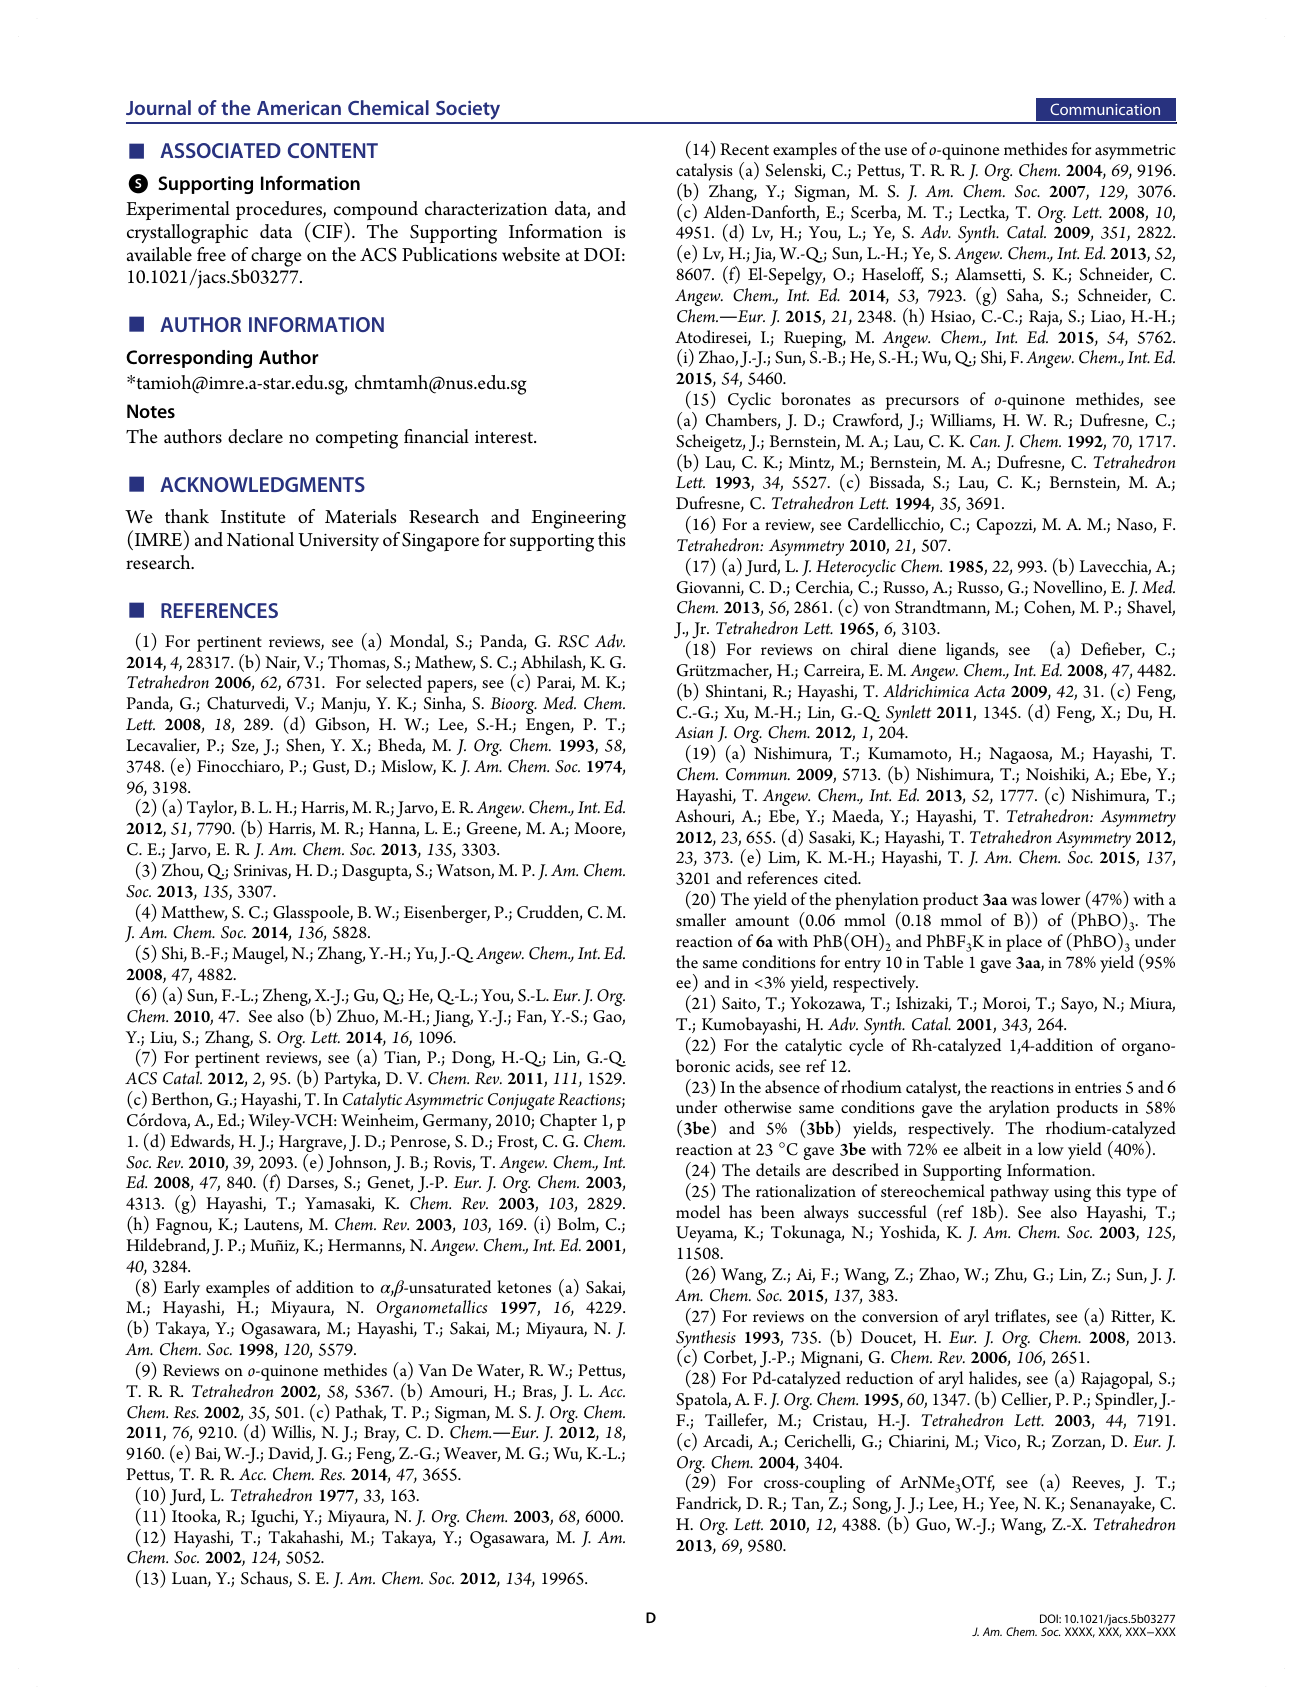 Journal of the American Chemical Society
Communication
■ ASSOCIATED CONTENT
S Supporting Information
Experimental procedures, compound characterization data, and
crystallographic data (CIF). The Supporting Information is
available free of charge on the ACS Publications website at DOI:
10.1021/jacs.5b03277.
■ AUTHOR INFORMATION
Corresponding Author
*tamioh@imre.a-star.edu.sg, chmtamh@nus.edu.sg
Notes
The authors declare no competing financial interest.
■ ACKNOWLEDGMENTS
We thank Institute of Materials Research and Engineering
(IMRE) and National University of Singapore for supporting this
research.
■ REFERENCES
(1) For pertinent reviews, see (a) Mondal, S.; Panda, G. RSC Adv.
2014, 4, 28317. (b) Nair, V.; Thomas, S.; Mathew, S. C.; Abhilash, K. G.
Tetrahedron 2006, 62, 6731. For selected papers, see (c) Parai, M. K.;
Panda, G.; Chaturvedi, V.; Manju, Y. K.; Sinha, S. Bioorg. Med. Chem.
Lett. 2008, 18, 289. (d) Gibson, H. W.; Lee, S.-H.; Engen, P. T.;
Lecavalier, P.; Sze, J.; Shen, Y. X.; Bheda, M. J. Org. Chem. 1993, 58,
3748. (e) Finocchiaro, P.; Gust, D.; Mislow, K. J. Am. Chem. Soc. 1974,
96, 3198.
(2) (a) Taylor, B. L. H.; Harris, M. R.; Jarvo, E. R. Angew. Chem., Int. Ed.
2012, 51, 7790. (b) Harris, M. R.; Hanna, L. E.; Greene, M. A.; Moore,
C. E.; Jarvo, E. R. J. Am. Chem. Soc. 2013, 135, 3303.
(3) Zhou, Q.; Srinivas, H. D.; Dasgupta, S.; Watson, M. P. J. Am. Chem.
Soc. 2013, 135, 3307.
(4) Matthew, S. C.; Glasspoole, B. W.; Eisenberger, P.; Crudden, C. M.
J. Am. Chem. Soc. 2014, 136, 5828.
(5) Shi, B.-F.; Maugel, N.; Zhang, Y.-H.; Yu, J.-Q. Angew. Chem., Int. Ed.
2008, 47, 4882.
(6) (a) Sun, F.-L.; Zheng, X.-J.; Gu, Q.; He, Q.-L.; You, S.-L. Eur. J. Org.
Chem. 2010, 47. See also (b) Zhuo, M.-H.; Jiang, Y.-J.; Fan, Y.-S.; Gao,
Y.; Liu, S.; Zhang, S. Org. Lett. 2014, 16, 1096.
(7) For pertinent reviews, see (a) Tian, P.; Dong, H.-Q.; Lin, G.-Q.
ACS Catal. 2012, 2, 95. (b) Partyka, D. V. Chem. Rev. 2011, 111, 1529.
(c) Berthon, G.; Hayashi, T. In Catalytic Asymmetric Conjugate Reactions;
Córdova, A., Ed.; Wiley-VCH: Weinheim, Germany, 2010; Chapter 1, p
1. (d) Edwards, H. J.; Hargrave, J. D.; Penrose, S. D.; Frost, C. G. Chem.
Soc. Rev. 2010, 39, 2093. (e) Johnson, J. B.; Rovis, T. Angew. Chem., Int.
Ed. 2008, 47, 840. (f) Darses, S.; Genet, J.-P. Eur. J. Org. Chem. 2003,
4313. (g) Hayashi, T.; Yamasaki, K. Chem. Rev. 2003, 103, 2829.
(h) Fagnou, K.; Lautens, M. Chem. Rev. 2003, 103, 169. (i) Bolm, C.;
Hildebrand, J. P.; Muñiz, K.; Hermanns, N. Angew. Chem., Int. Ed. 2001,
40, 3284.
(8) Early examples of addition to α,β-unsaturated ketones (a) Sakai,
M.; Hayashi, H.; Miyaura, N. Organometallics 1997, 16, 4229.
(b) Takaya, Y.; Ogasawara, M.; Hayashi, T.; Sakai, M.; Miyaura, N. J.
Am. Chem. Soc. 1998, 120, 5579.
(9) Reviews on o-quinone methides (a) Van De Water, R. W.; Pettus,
T. R. R. Tetrahedron 2002, 58, 5367. (b) Amouri, H.; Bras, J. L. Acc.
Chem. Res. 2002, 35, 501. (c) Pathak, T. P.; Sigman, M. S. J. Org. Chem.
2011, 76, 9210. (d) Willis, N. J.; Bray, C. D. Chem.—Eur. J. 2012, 18,
9160. (e) Bai, W.-J.; David, J. G.; Feng, Z.-G.; Weaver, M. G.; Wu, K.-L.;
Pettus, T. R. R. Acc. Chem. Res. 2014, 47, 3655.
(10) Jurd, L. Tetrahedron 1977, 33, 163.
(11) Itooka, R.; Iguchi, Y.; Miyaura, N. J. Org. Chem. 2003, 68, 6000.
(12) Hayashi, T.; Takahashi, M.; Takaya, Y.; Ogasawara, M. J. Am.
Chem. Soc. 2002, 124, 5052.
(13) Luan, Y.; Schaus, S. E. J. Am. Chem. Soc. 2012, 134, 19965.
(14) Recent examples of the use of o-quinone methides for asymmetric
catalysis (a) Selenski, C.; Pettus, T. R. R. J. Org. Chem. 2004, 69, 9196.
(b) Zhang, Y.; Sigman, M. S. J. Am. Chem. Soc. 2007, 129, 3076.
(c) Alden-Danforth, E.; Scerba, M. T.; Lectka, T. Org. Lett. 2008, 10,
4951. (d) Lv, H.; You, L.; Ye, S. Adv. Synth. Catal. 2009, 351, 2822.
(e) Lv, H.; Jia, W.-Q.; Sun, L.-H.; Ye, S. Angew. Chem., Int. Ed. 2013, 52,
8607. (f) El-Sepelgy, O.; Haseloff, S.; Alamsetti, S. K.; Schneider, C.
Angew. Chem., Int. Ed. 2014, 53, 7923. (g) Saha, S.; Schneider, C.
Chem.—Eur. J. 2015, 21, 2348. (h) Hsiao, C.-C.; Raja, S.; Liao, H.-H.;
Atodiresei, I.; Rueping, M. Angew. Chem., Int. Ed. 2015, 54, 5762.
(i) Zhao, J.-J.; Sun, S.-B.; He, S.-H.; Wu, Q.; Shi, F. Angew. Chem., Int. Ed.
2015, 54, 5460.
(15) Cyclic boronates as precursors of o-quinone methides, see
(a) Chambers, J. D.; Crawford, J.; Williams, H. W. R.; Dufresne, C.;
Scheigetz, J.; Bernstein, M. A.; Lau, C. K. Can. J. Chem. 1992, 70, 1717.
(b) Lau, C. K.; Mintz, M.; Bernstein, M. A.; Dufresne, C. Tetrahedron
Lett. 1993, 34, 5527. (c) Bissada, S.; Lau, C. K.; Bernstein, M. A.;
Dufresne, C. Tetrahedron Lett. 1994, 35, 3691.
(16) For a review, see Cardellicchio, C.; Capozzi, M. A. M.; Naso, F.
Tetrahedron: Asymmetry 2010, 21, 507.
(17) (a) Jurd, L. J. Heterocyclic Chem. 1985, 22, 993. (b) Lavecchia, A.;
Giovanni, C. D.; Cerchia, C.; Russo, A.; Russo, G.; Novellino, E. J. Med.
Chem. 2013, 56, 2861. (c) von Strandtmann, M.; Cohen, M. P.; Shavel,
J., Jr. Tetrahedron Lett. 1965, 6, 3103.
(18) For reviews on chiral diene ligands, see (a) Defieber, C.;
Grützmacher, H.; Carreira, E. M. Angew. Chem., Int. Ed. 2008, 47, 4482.
(b) Shintani, R.; Hayashi, T. Aldrichimica Acta 2009, 42, 31. (c) Feng,
C.-G.; Xu, M.-H.; Lin, G.-Q. Synlett 2011, 1345. (d) Feng, X.; Du, H.
Asian J. Org. Chem. 2012, 1, 204.
(19) (a) Nishimura, T.; Kumamoto, H.; Nagaosa, M.; Hayashi, T.
Chem. Commun. 2009, 5713. (b) Nishimura, T.; Noishiki, A.; Ebe, Y.;
Hayashi, T. Angew. Chem., Int. Ed. 2013, 52, 1777. (c) Nishimura, T.;
Ashouri, A.; Ebe, Y.; Maeda, Y.; Hayashi, T. Tetrahedron: Asymmetry
2012, 23, 655. (d) Sasaki, K.; Hayashi, T. Tetrahedron Asymmetry 2012,
23, 373. (e) Lim, K. M.-H.; Hayashi, T. J. Am. Chem. Soc. 2015, 137,
3201 and references cited.
(20) The yield of the phenylation product 3aa was lower (47%) with a
smaller amount (0.06 mmol (0.18 mmol of B)) of (PhBO)₃. The
reaction of 6a with PhB(OH)₂ and PhBF₃K in place of (PhBO)₃ under
the same conditions for entry 10 in Table 1 gave 3aa, in 78% yield (95%
ee) and in <3% yield, respectively.
(21) Saito, T.; Yokozawa, T.; Ishizaki, T.; Moroi, T.; Sayo, N.; Miura,
T.; Kumobayashi, H. Adv. Synth. Catal. 2001, 343, 264.
(22) For the catalytic cycle of Rh-catalyzed 1,4-addition of organo-
boronic acids, see ref 12.
(23) In the absence of rhodium catalyst, the reactions in entries 5 and 6
under otherwise same conditions gave the arylation products in 58%
(3be) and 5% (3bb) yields, respectively. The rhodium-catalyzed
reaction at 23 °C gave 3be with 72% ee albeit in a low yield (40%).
(24) The details are described in Supporting Information.
(25) The rationalization of stereochemical pathway using this type of
model has been always successful (ref 18b). See also Hayashi, T.;
Ueyama, K.; Tokunaga, N.; Yoshida, K. J. Am. Chem. Soc. 2003, 125,
11508.
(26) Wang, Z.; Ai, F.; Wang, Z.; Zhao, W.; Zhu, G.; Lin, Z.; Sun, J. J.
Am. Chem. Soc. 2015, 137, 383.
(27) For reviews on the conversion of aryl triflates, see (a) Ritter, K.
Synthesis 1993, 735. (b) Doucet, H. Eur. J. Org. Chem. 2008, 2013.
(c) Corbet, J.-P.; Mignani, G. Chem. Rev. 2006, 106, 2651.
(28) For Pd-catalyzed reduction of aryl halides, see (a) Rajagopal, S.;
Spatola, A. F. J. Org. Chem. 1995, 60, 1347. (b) Cellier, P. P.; Spindler, J.-
F.; Taillefer, M.; Cristau, H.-J. Tetrahedron Lett. 2003, 44, 7191.
(c) Arcadi, A.; Cerichelli, G.; Chiarini, M.; Vico, R.; Zorzan, D. Eur. J.
Org. Chem. 2004, 3404.
(29) For cross-coupling of ArNMe₃OTf, see (a) Reeves, J. T.;
Fandrick, D. R.; Tan, Z.; Song, J. J.; Lee, H.; Yee, N. K.; Senanayake, C.
H. Org. Lett. 2010, 12, 4388. (b) Guo, W.-J.; Wang, Z.-X. Tetrahedron
2013, 69, 9580.
D
DOI: 10.1021/jacs.5b03277
J. Am. Chem. Soc. XXXX, XXX, XXX−XXX